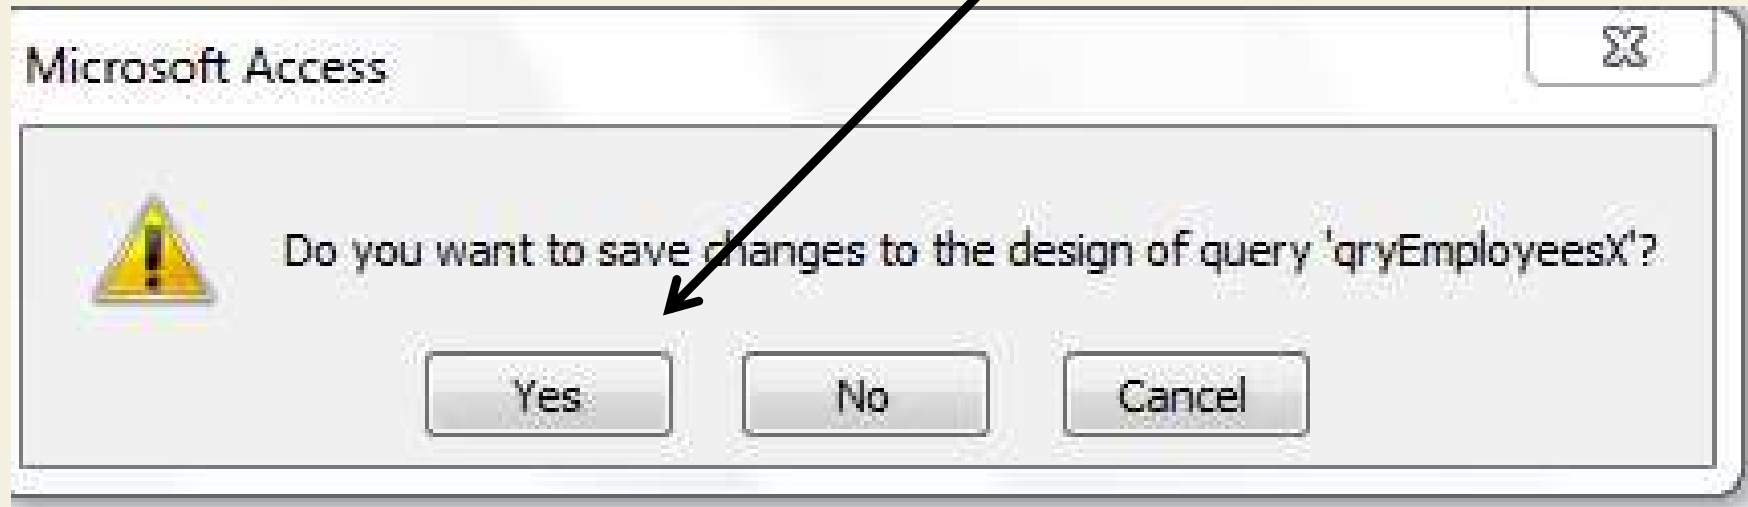 Microsoft Access
Do you want to save changes to the design of query 'qryEmployeesX'?
Yes No Cancel